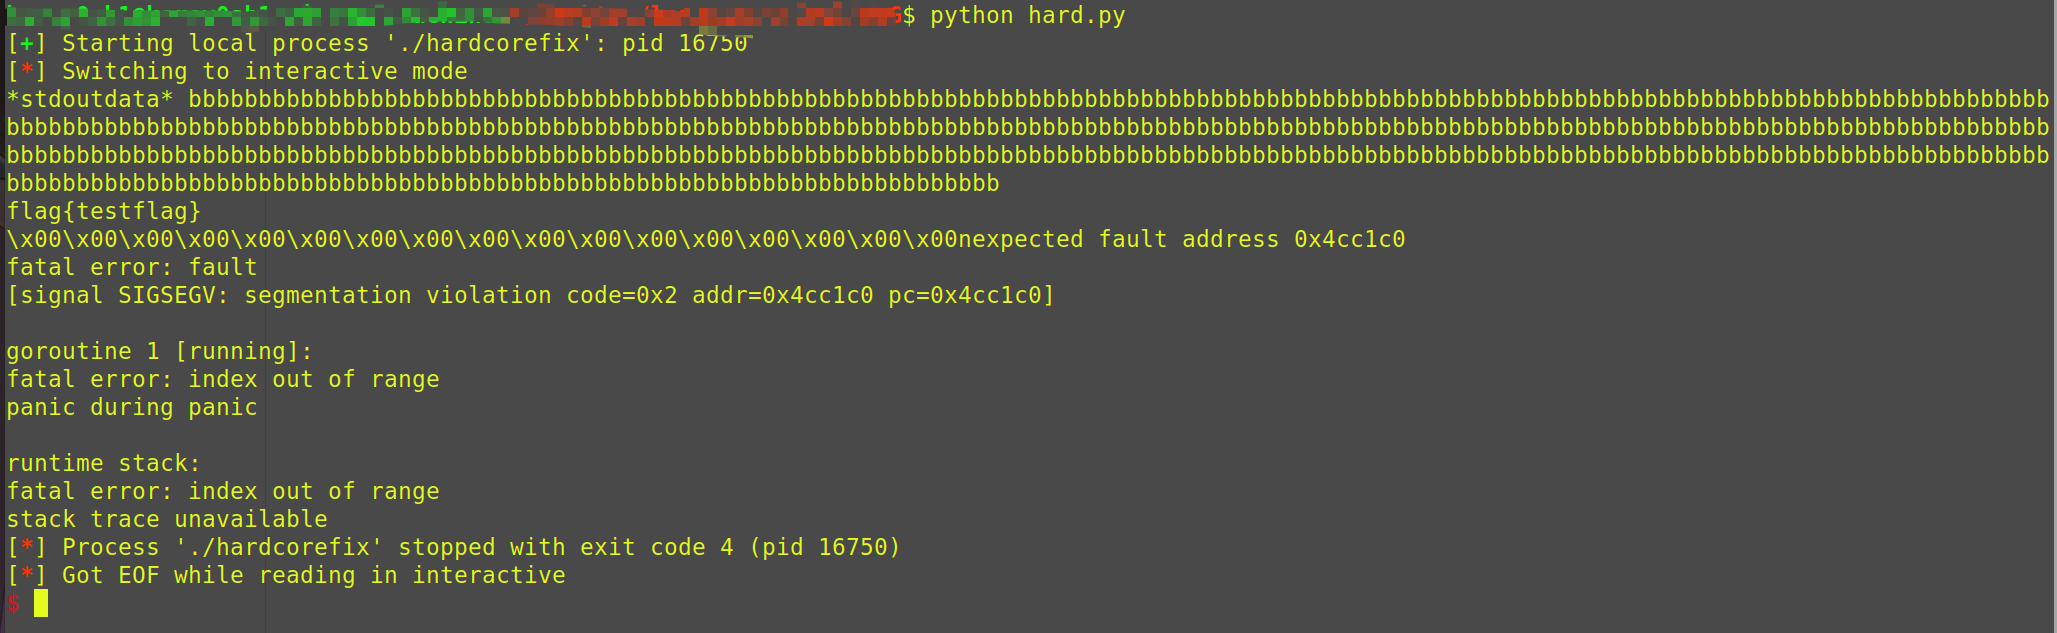 $ python hard.py
[+] Starting local process './hardcorefix': pid 16750
[*] Switching to interactive mode
*stdoutdata* bbbbbbbbbbbbbbbbbbbbbbbbbbbbbbbbbbbbbbbbbbbbbbbbbbbbbbbbbbbbbbbbbbbbbbbbbbbbbbbbbbbbbbbbbbbbbbbbbbbbbbbbbbbbbbbbbbbbbbbbbbbbbbbbbbbbb
bbbbbbbbbbbbbbbbbbbbbbbbbbbbbbbbbbbbbbbbbbbbbbbbbbbbbbbbbbbbbbbbbbbbbbbbbbbbbbbbbbbbbbbbbbbbbbbbbbbbbbbbbbbbbbbbbbbbbbbbbbbbbbbbbbbbbbbbbbbbbbbbbb
bbbbbbbbbbbbbbbbbbbbbbbbbbbbbbbbbbbbbbbbbbbbbbbbbbbbbbbbbbbbbbbbbbbbbbbbbbbbbbbbbbbbbbbbbbbbbbbbbbbbbbbbbbbbbbbbbbbbbbbbbbbbbbbbbbbbbbbbbbbbbbbbbb
bbbbbbbbbbbbbbbbbbbbbbbbbbbbbbbbbbbbbbbbbbbbbbbbbbbbbbbbbbbbbbbbbbbbbbb
flag{testflag}
\x00\x00\x00\x00\x00\x00\x00\x00\x00\x00\x00\x00\x00\x00\x00\x00\x00nexpected fault address 0x4cc1c0
fatal error: fault
[signal SIGSEGV: segmentation violation code=0x2 addr=0x4cc1c0 pc=0x4cc1c0]

goroutine 1 [running]:
fatal error: index out of range
panic during panic

runtime stack:
fatal error: index out of range
stack trace unavailable
[*] Process './hardcorefix' stopped with exit code 4 (pid 16750)
[*] Got EOF while reading in interactive
$